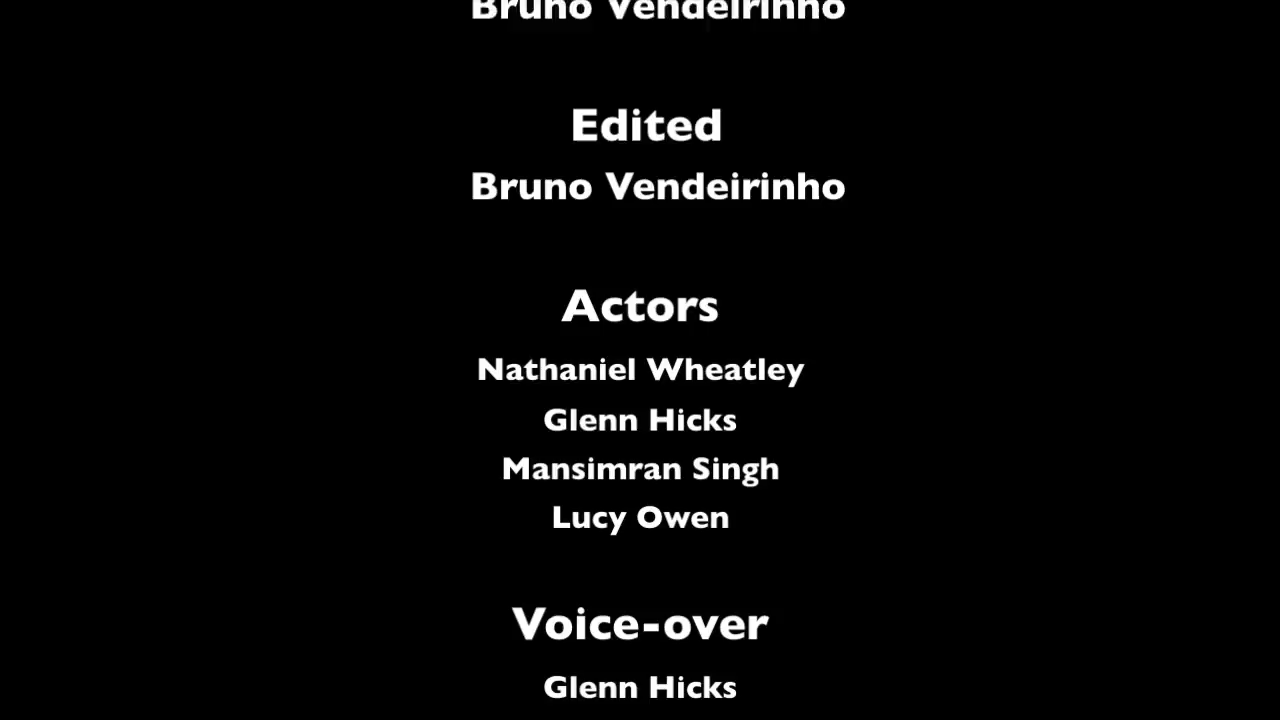 Bruno Vendeirinho
Edited
Bruno Vendeirinho
Actors
Nathaniel Wheatley
Glenn Hicks
Mansimran Singh
Lucy Owen
Voice-over
Glenn Hicks